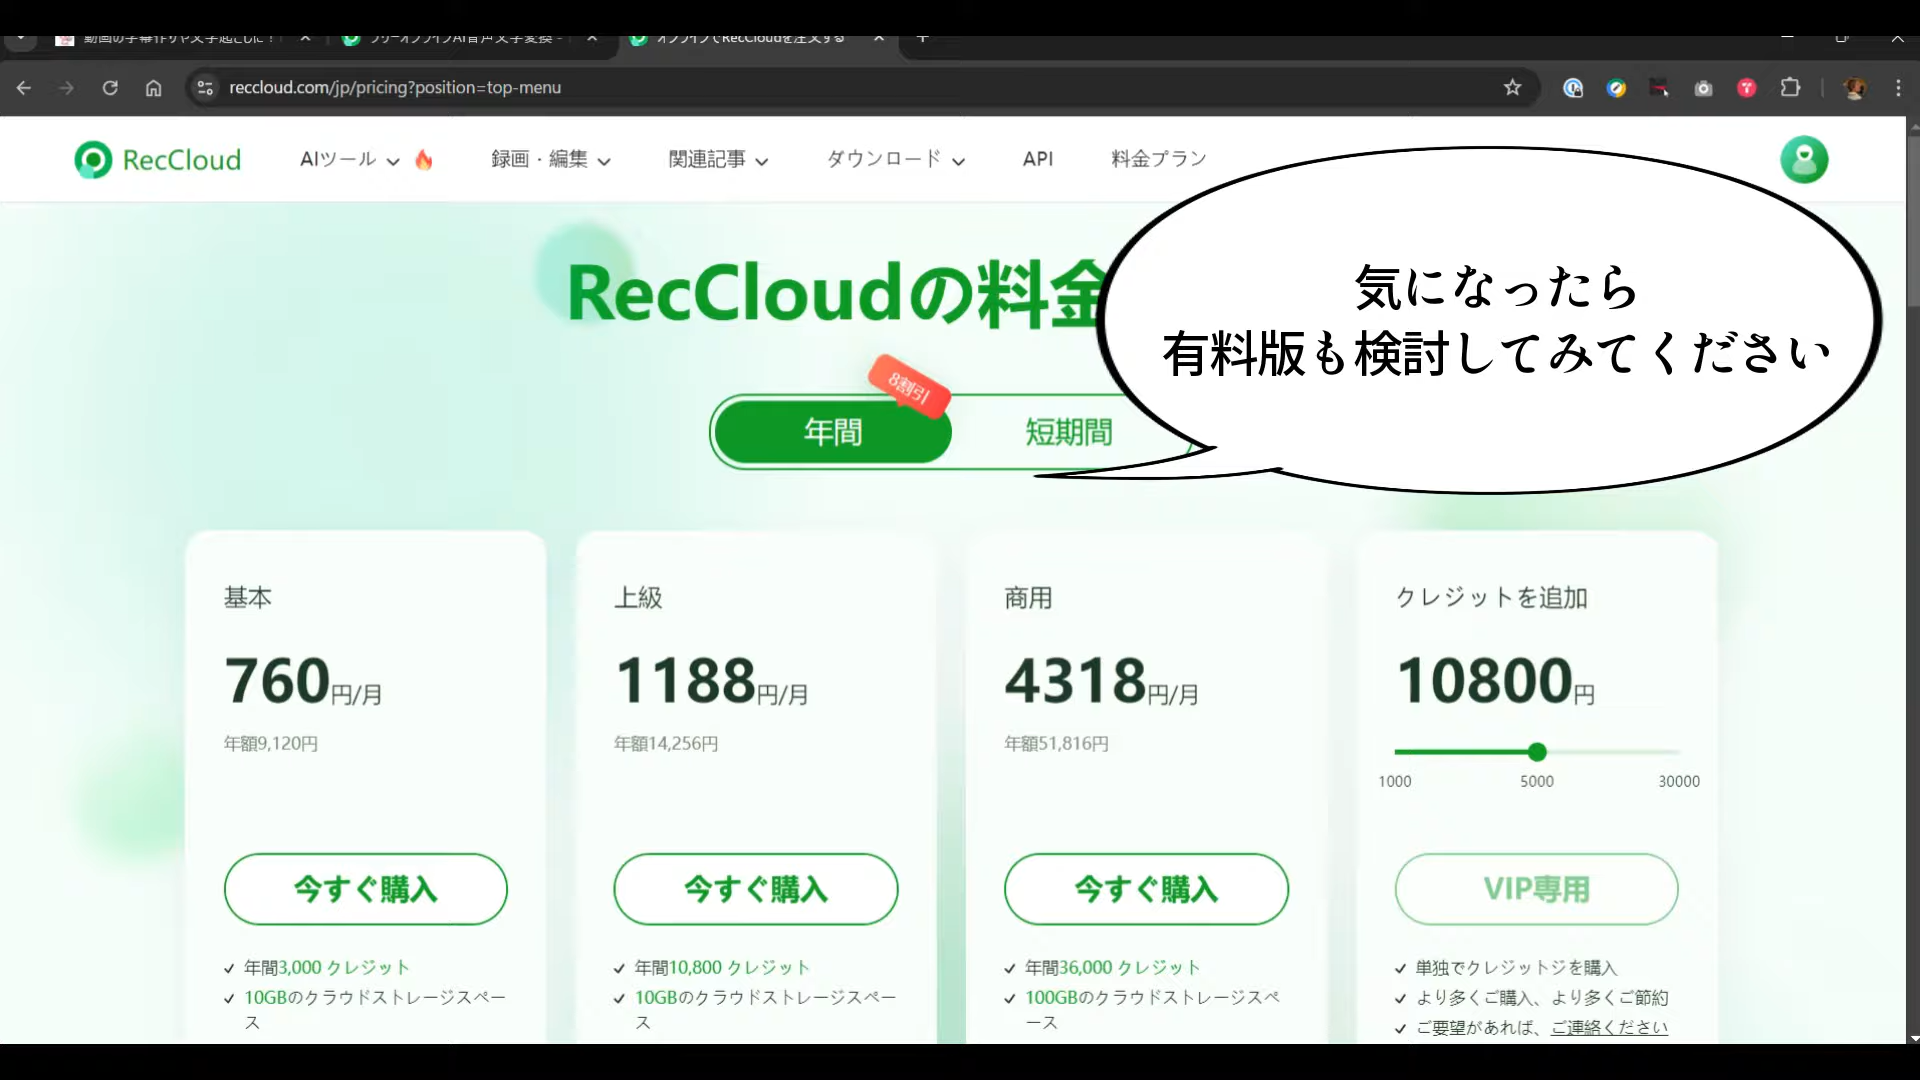 reccloud.com/jp/pricing?position=top-menu
RecCloud
AIツール
録画・編集
関連記事
ダウンロード
API
料金プラン
RecCloudの料金
気になったら
有料版も検討してみてください
8割引
年間
短期間
基本
760円/月
年額9,120円
今すぐ購入
年間3,000 クレジット
10GBのクラウドストレージスペー
ス
上級
1188円/月
年額14,256円
今すぐ購入
年間10,800 クレジット
10GBのクラウドストレージスペー
ス
商用
4318円/月
年額51,816円
今すぐ購入
年間36,000 クレジット
100GBのクラウドストレージスペ
ース
クレジットを追加
10800円
1000 5000 30000
VIP専用
単独でクレジットジを購入
より多くご購入、より多くご節約
ご要望があれば、ご連絡ください